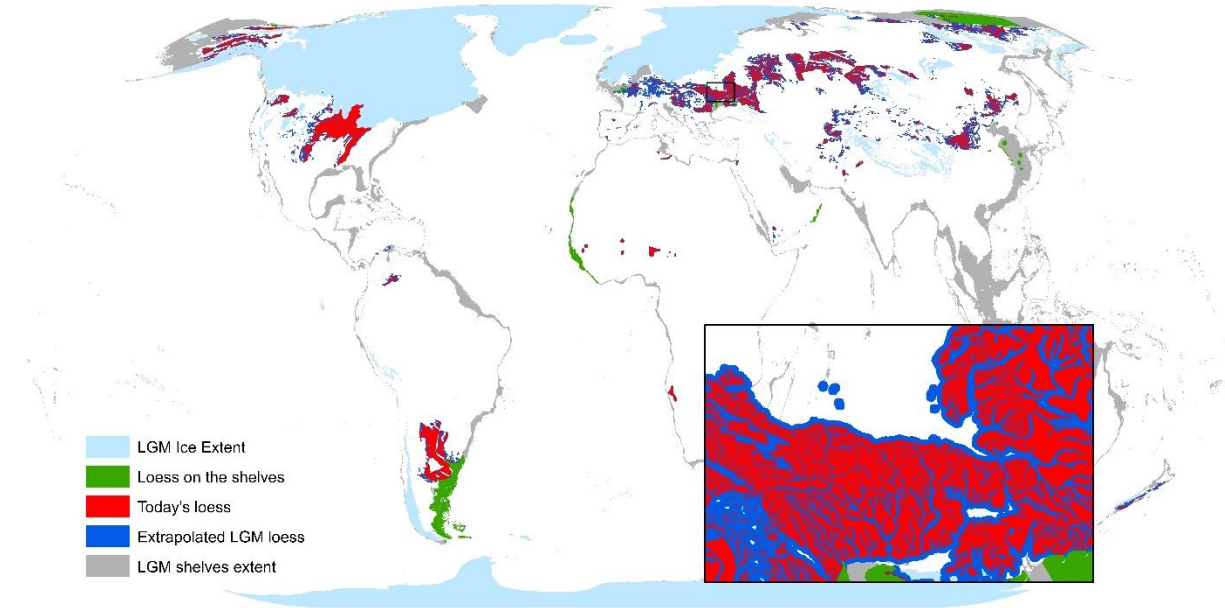 LGM Ice Extent
Loess on the shelves
Today's loess
Extrapolated LGM loess
LGM shelves extent